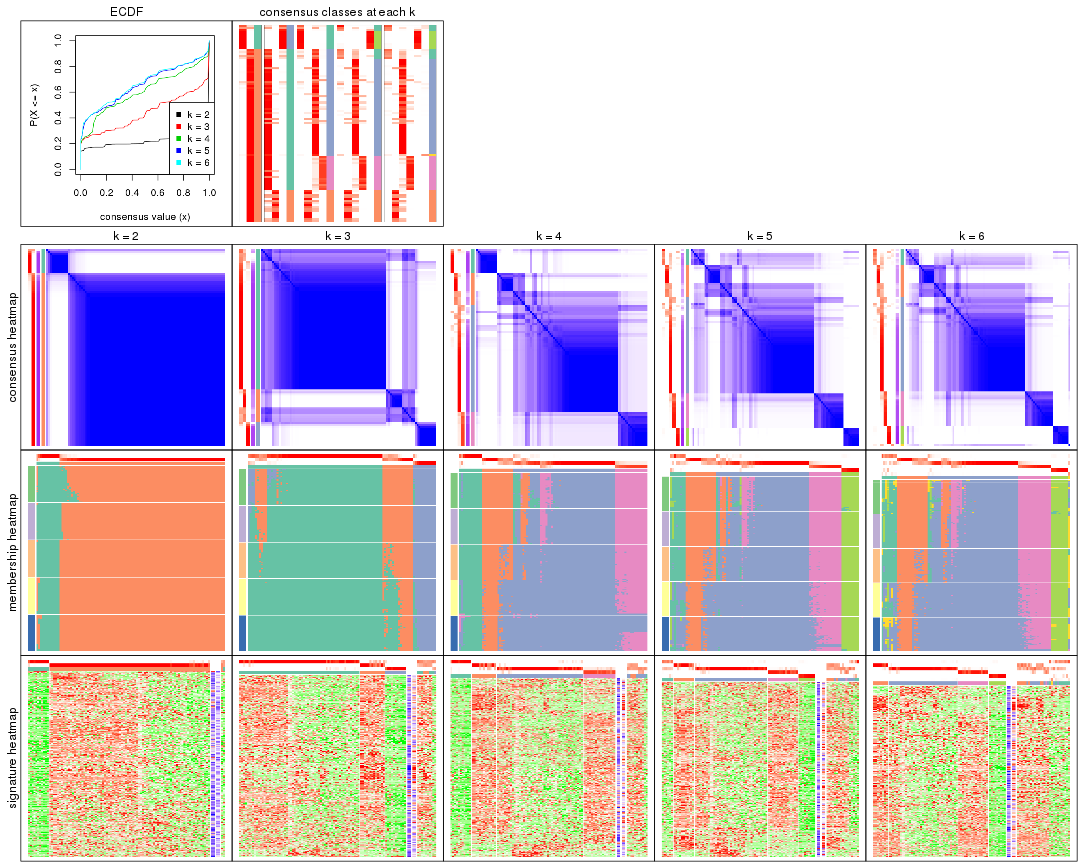 ECDF
consensus classes at each k
P(X <= x)
0.0
0.2
0.4
0.6
0.8
1.0
k = 2
k = 3
k = 4
k = 5
k = 6
0.0 0.2 0.4 0.6 0.8 1.0
consensus value (x)
k = 2
k = 3
k = 4
k = 5
k = 6
consensus heatmap
membership heatmap
signature heatmap